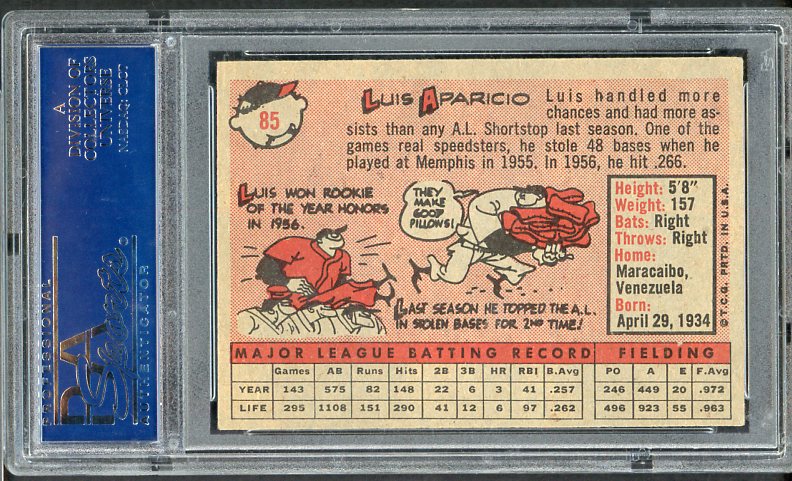 A
DIVISION OF
COLLECTORS
UNIVERSE
NASDAQ: CLCT
PROFESSIONAL
PSA
Sports
AUTHENTICATOR
85
LUIS APARICIO
Luis handled more
chances and had more as-
sists than any A.L. Shortstop last season. One of the
games real speedsters, he stole 48 bases when he
played at Memphis in 1955. In 1956, he hit .266.
LUIS WON ROOKIE
OF THE YEAR HONORS
IN 1956.
THEY
MAKE
GOOD
PILLOWS!
LAST SEASON HE TOPPED THE A.L.
IN STOLEN BASES FOR 2ND TIME!
Height: 5'8"
Weight: 157
Bats: Right
Throws: Right
Home:
Maracaibo,
Venezuela
Born:
April 29, 1934
© T.C.G. PRTD. IN U.S.A.
MAJOR LEAGUE BATTING RECORD FIELDING
Games AB Runs Hits 2B 3B HR RBI B.Avg PO A E F.Avg
YEAR 143 575 82 148 22 6 3 41 .257 246 449 20 .972
LIFE 295 1108 151 290 41 12 6 97 .262 496 923 55 .963